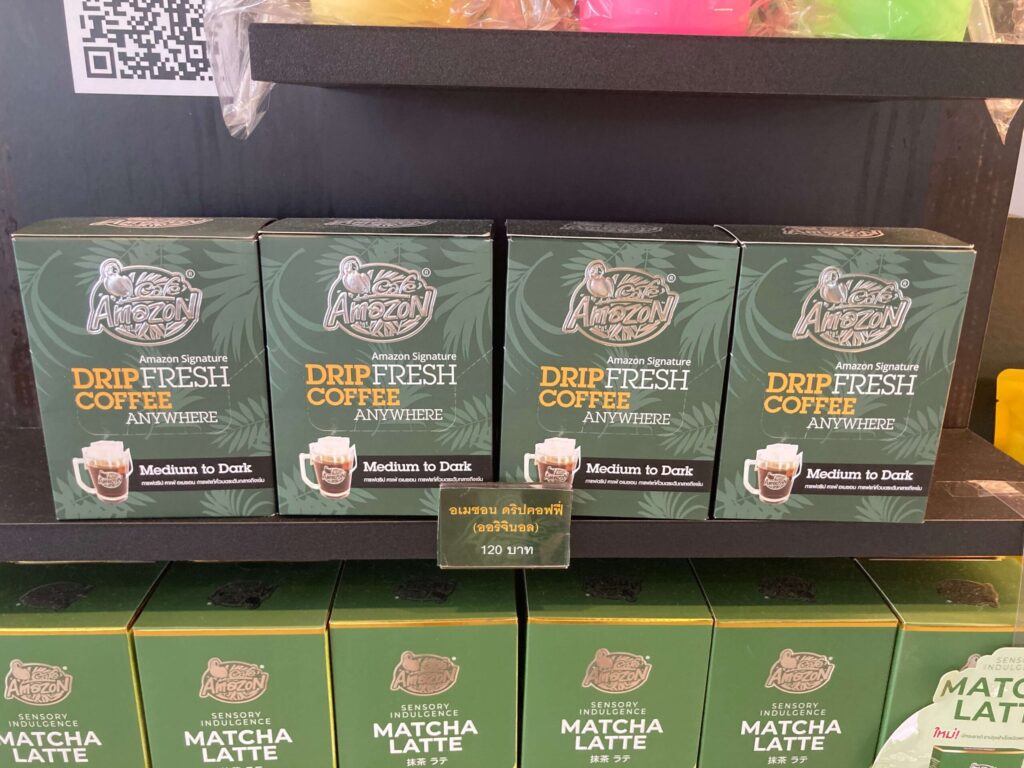 Café
Amazon
Amazon Signature
DRIP FRESH
COFFEE
ANYWHERE
Medium to Dark
Café
Amazon
Amazon Signature
DRIP FRESH
COFFEE
ANYWHERE
Medium to Dark
Café
Amazon
Amazon Signature
DRIP FRESH
COFFEE
ANYWHERE
Medium to Dark
Café
Amazon
Amazon Signature
DRIP FRESH
COFFEE
ANYWHERE
Medium to Dark
อเมซอน ดริปคอฟฟี่
(ออริจินอล)
120 บาท
Café
Amazon
SENSORY
INDULGENCE
MATCHA
LATTE
Café
Amazon
SENSORY
INDULGENCE
MATCHA
LATTE
抹茶 ラテ
Café
Amazon
SENSORY
INDULGENCE
MATCHA
LATTE
抹茶 ラテ
Café
Amazon
SENSORY
INDULGENCE
MATCHA
LATTE
抹茶 ラテ
Café
Amazon
SENSORY
INDULGENCE
MATCHA
LATTE
抹茶 ラテ
ใหม่!